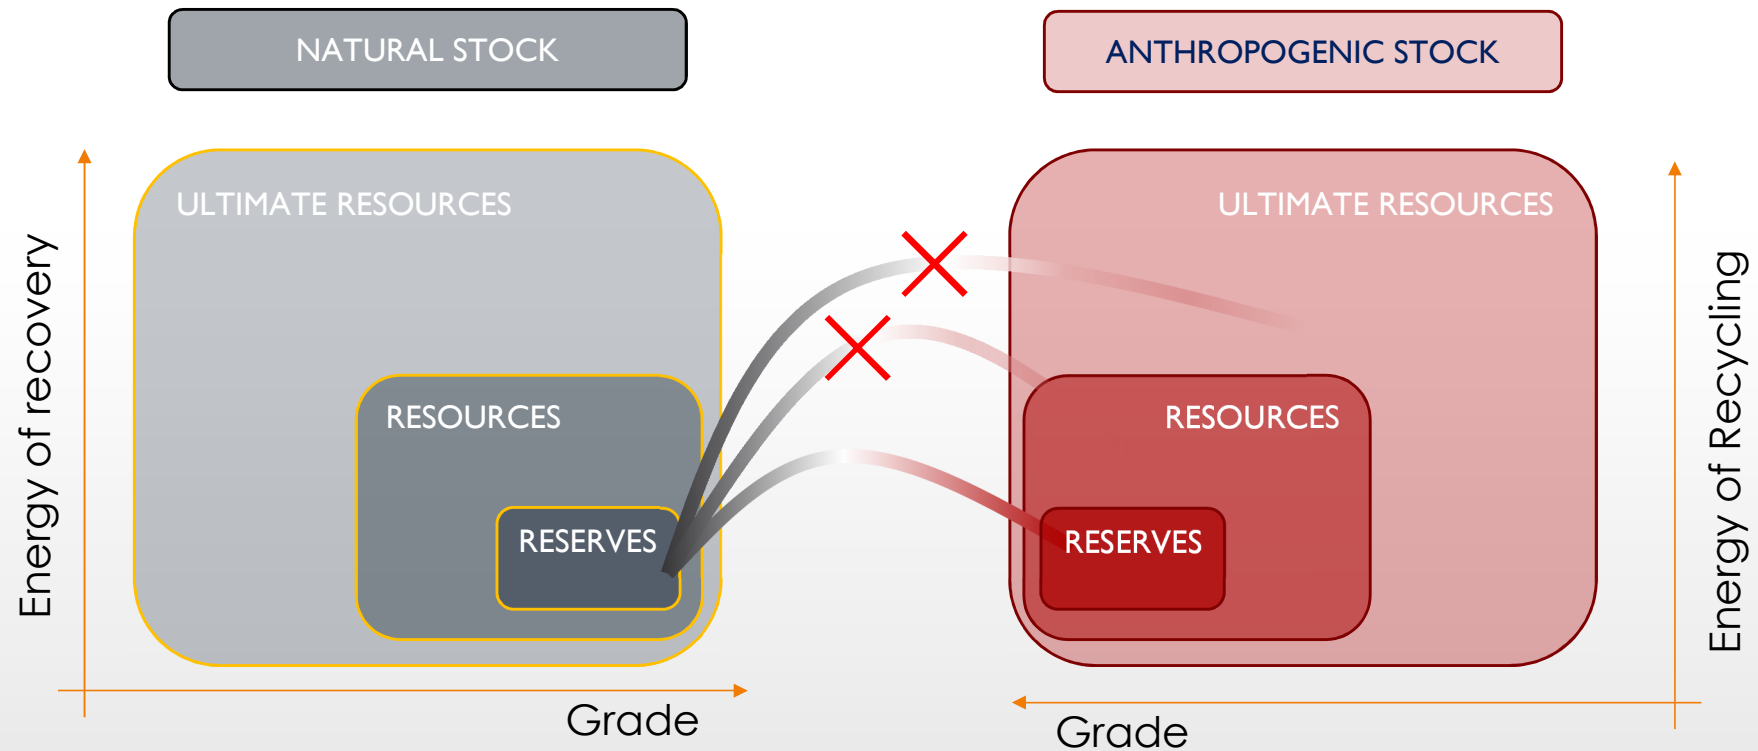 NATURAL STOCK
ANTHROPOGENIC STOCK
Energy of recovery
ULTIMATE RESOURCES
RESOURCES
RESERVES
Grade
ULTIMATE RESOURCES
RESOURCES
RESERVES
Grade
Energy of Recycling